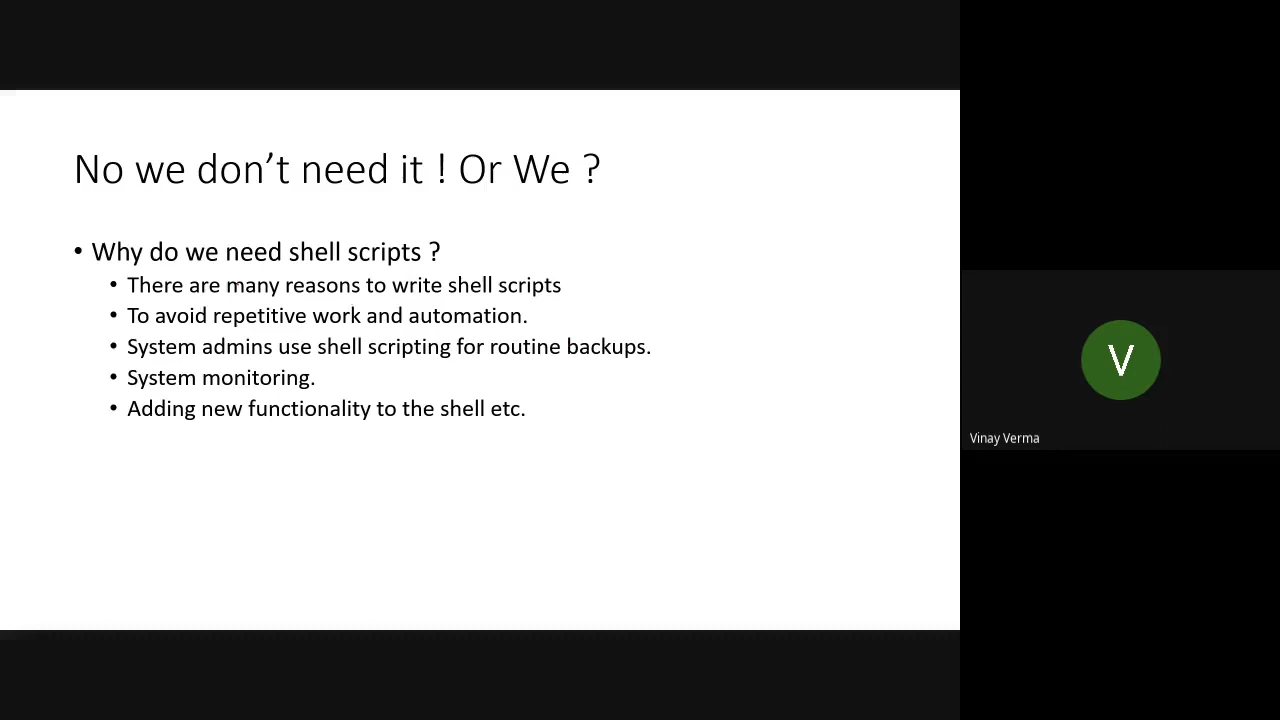 No we don’t need it ! Or We ?
• Why do we need shell scripts ?
• There are many reasons to write shell scripts
• To avoid repetitive work and automation.
• System admins use shell scripting for routine backups.
• System monitoring.
• Adding new functionality to the shell etc.
V
Vinay Verma